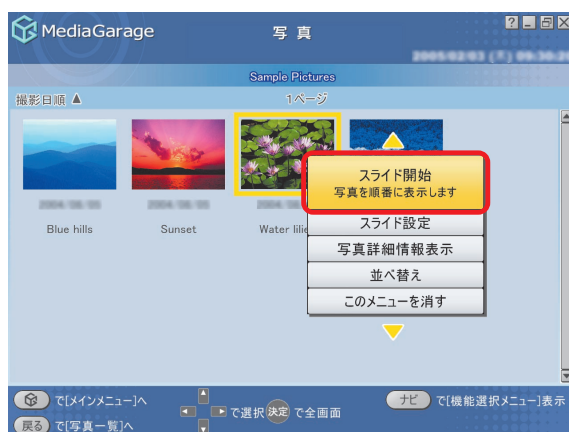 MediaGarage
写真
Sample Pictures
撮影日順 ▲
1ページ
Blue hills
Sunset
Water lilie
スライド開始
写真を順番に表示します
スライド設定
写真詳細情報表示
並べ替え
このメニューを消す
で[メインメニュー]へ
戻る で[写真一覧]へ
で選択 決定 で全画面
ナビ で[機能選択メニュー]表示